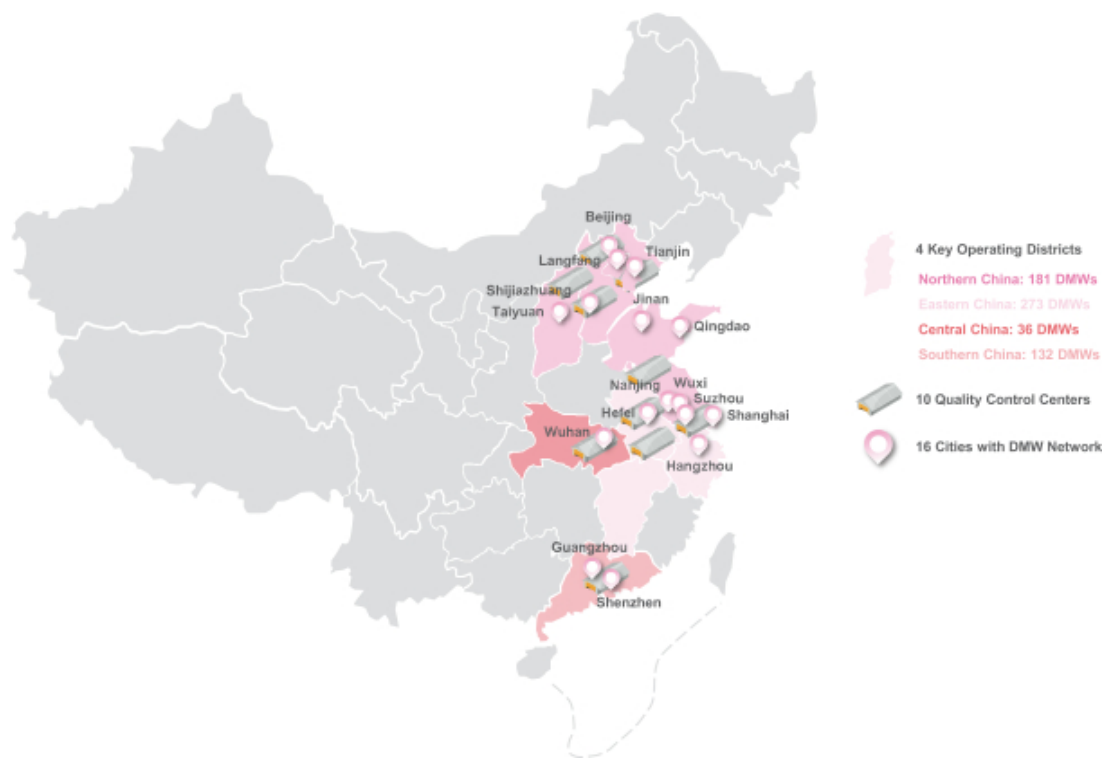 Beijing
Tianjin
Langfang
Shijiazhuang
Taiyuan
Jinan
Qingdao
Nanjing
Wuxi
Suzhou
Hefei
Shanghai
Wuhan
Hangzhou
Guangzhou
Shenzhen
4 Key Operating Districts
Northern China: 181 DMWs
Eastern China: 273 DMWs
Central China: 36 DMWs
Southern China: 132 DMWs
10 Quality Control Centers
16 Cities with DMW Network